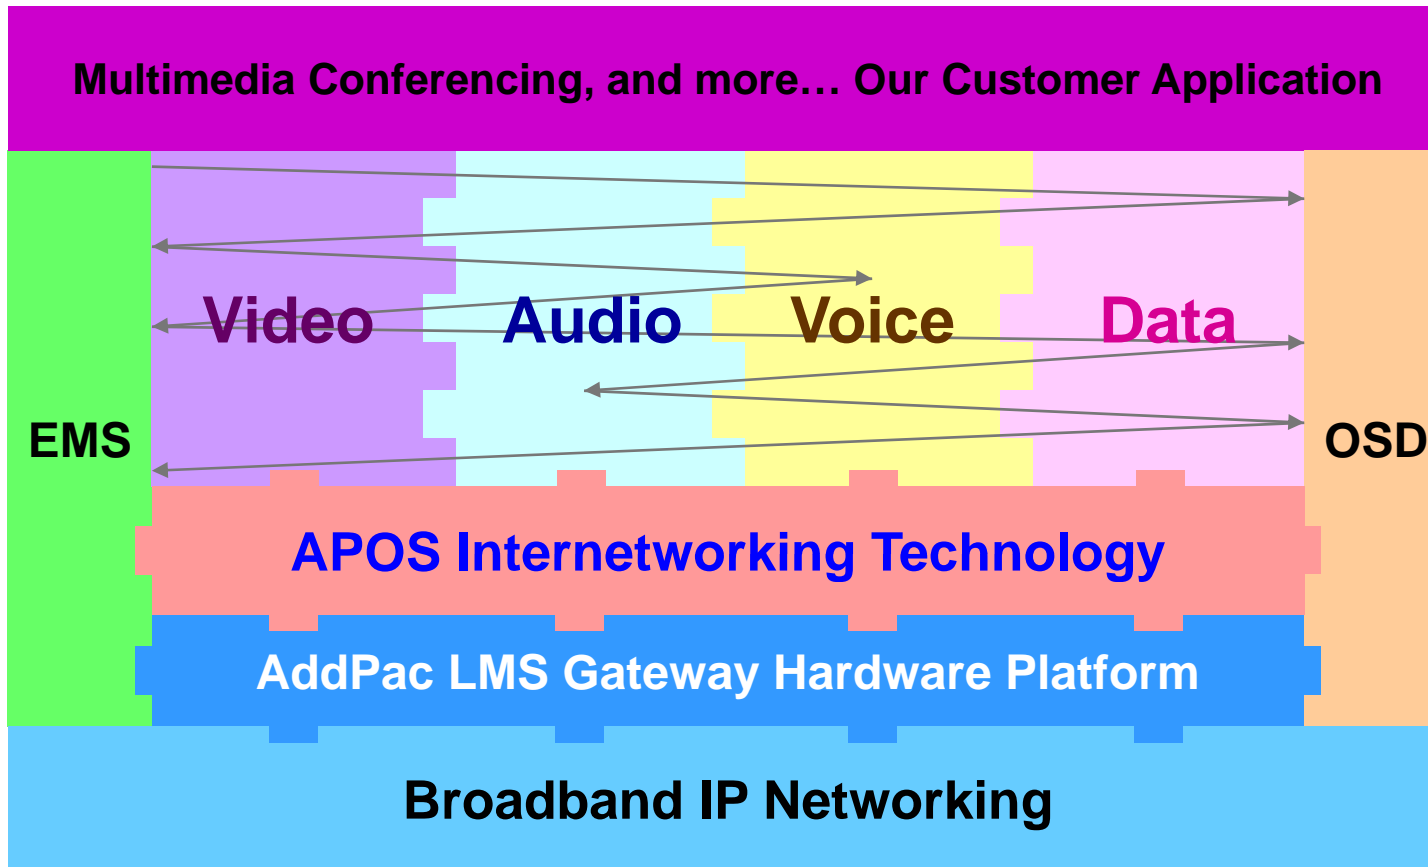 Multimedia Conferencing, and more… Our Customer Application
Video Audio Voice Data
EMS
OSD
APOS Internetworking Technology
AddPac LMS Gateway Hardware Platform
Broadband IP Networking